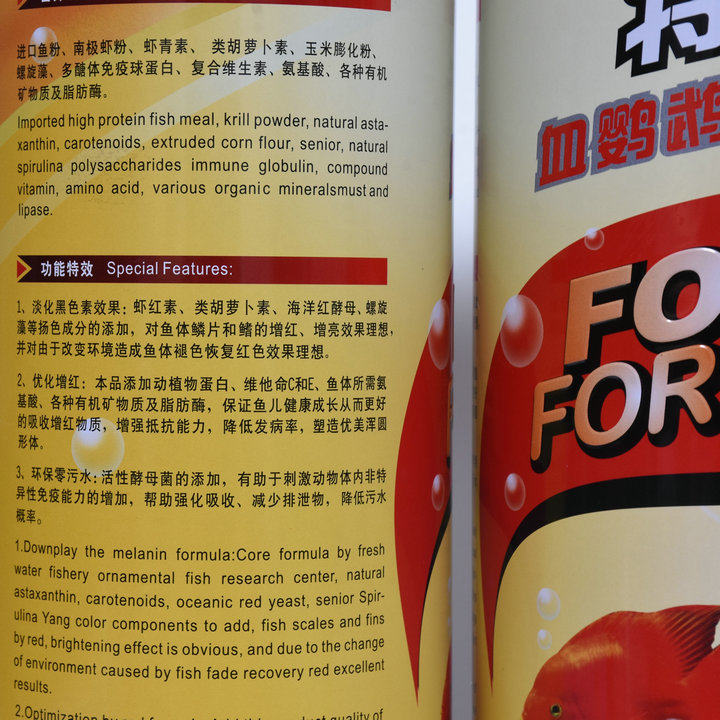 进口鱼粉、南极虾粉、虾青素、类胡萝卜素、玉米膨化粉、
螺旋藻、多醣体免疫球蛋白、复合维生素、氨基酸、各种有机
矿物质及脂肪酶。
Imported high protein fish meal, krill powder, natural asta-
xanthin, carotenoids, extruded corn flour, senior, natural
spirulina polysaccharides immune globulin, compound
vitamin, amino acid, various organic mineralsmust and
lipase.
功能特效 Special Features:
1、淡化黑色素效果：虾红素、类胡萝卜素、海洋红酵母、螺旋
藻等扬色成分的添加，对鱼体鳞片和鳍的增红、增亮效果理想，
并对由于改变环境造成鱼体褪色恢复红色效果理想。
2、优化增红：本品添加动植物蛋白、维他命C和E、鱼体所需氨
基酸、各种有机矿物质及脂肪酶，保证鱼儿健康成长从而更好
的吸收增红物质，增强抵抗能力，降低发病率，塑造优美浑圆
形体。
3、环保零污水：活性酵母菌的添加，有助于刺激动物体内非特
异性免疫能力的增加，帮助强化吸收、减少排泄物，降低污水
概率。
1.Downplay the melanin formula:Core formula by fresh
water fishery ornamental fish research center, natural
astaxanthin, carotenoids, oceanic red yeast, senior Spir-
ulina Yang color components to add, fish scales and fins
by red, brightening effect is obvious, and due to the change
of environment caused by fish fade recovery red excellent
results.
2.Optimization by red
血鹦鹉
FO
FOR